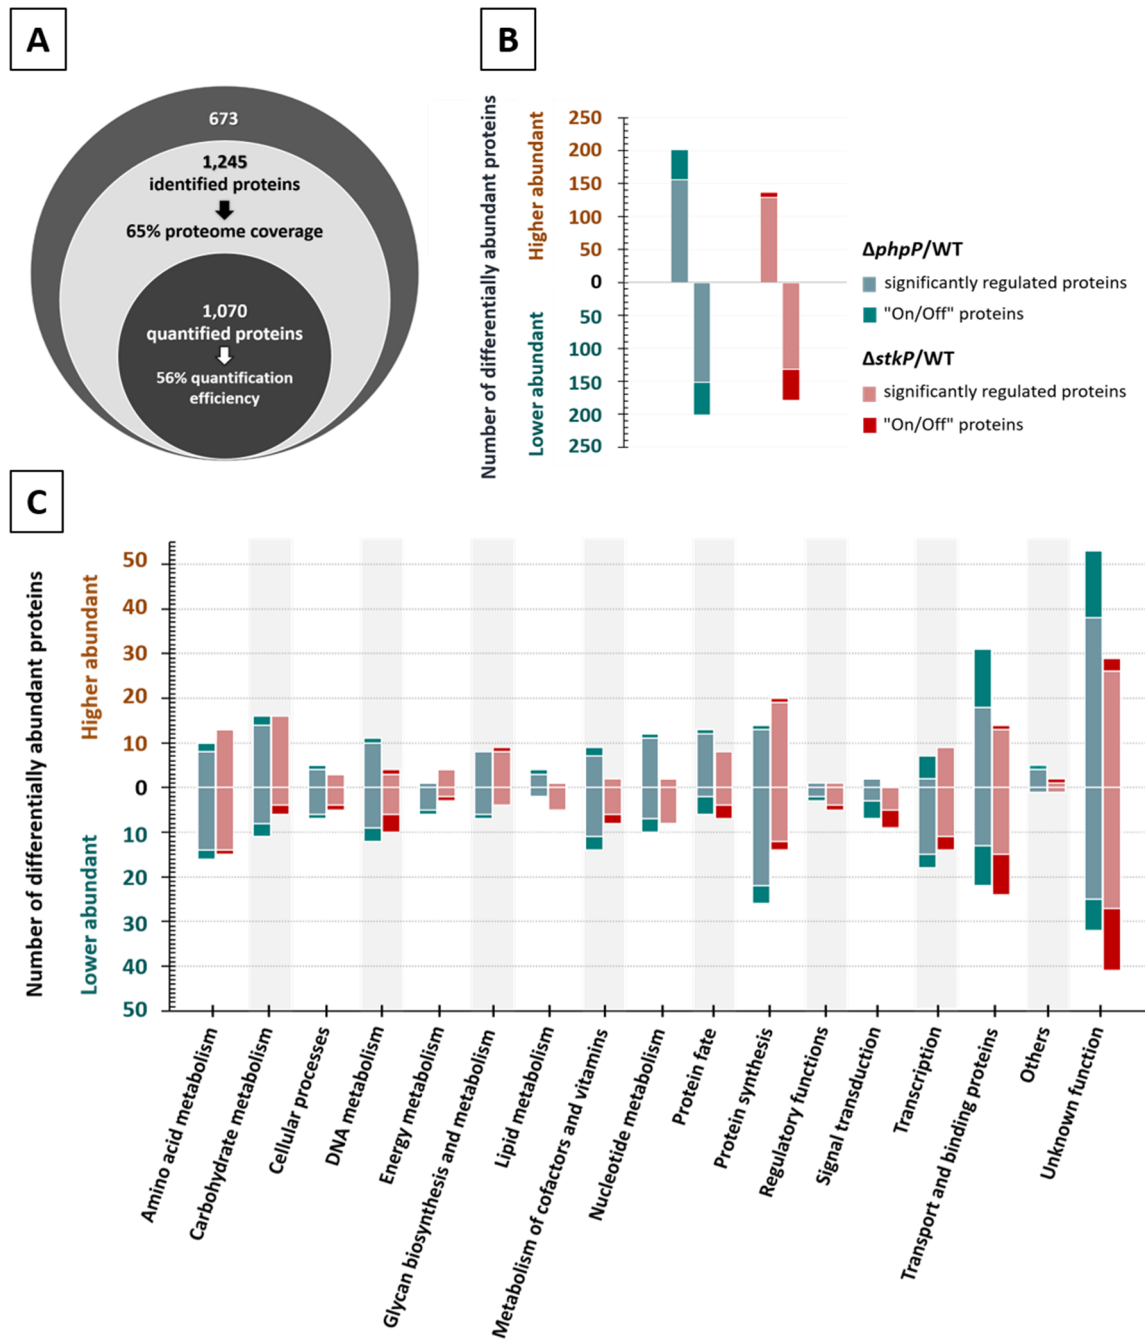 A
673
1,245
identified proteins
65% proteome coverage
1,070
quantified proteins
56% quantification
efficiency
B
Number of differentially abundant proteins
Higher abundant
Lower abundant
250
200
150
100
50
0
50
100
150
200
250
ΔphpP/WT
significantly regulated proteins
"On/Off" proteins
ΔstkP/WT
significantly regulated proteins
"On/Off" proteins
C
Number of differentially abundant proteins
Higher abundant
Lower abundant
50
40
30
20
10
0
10
20
30
40
50
Amino acid metabolism
Carbohydrate metabolism
Cellular processes
DNA metabolism
Energy metabolism
Glycan biosynthesis and metabolism
Lipid metabolism
Metabolism of cofactors and vitamins
Nucleotide metabolism
Protein fate
Protein synthesis
Regulatory functions
Signal transduction
Transcription
Transport and binding proteins
Others
Unknown function